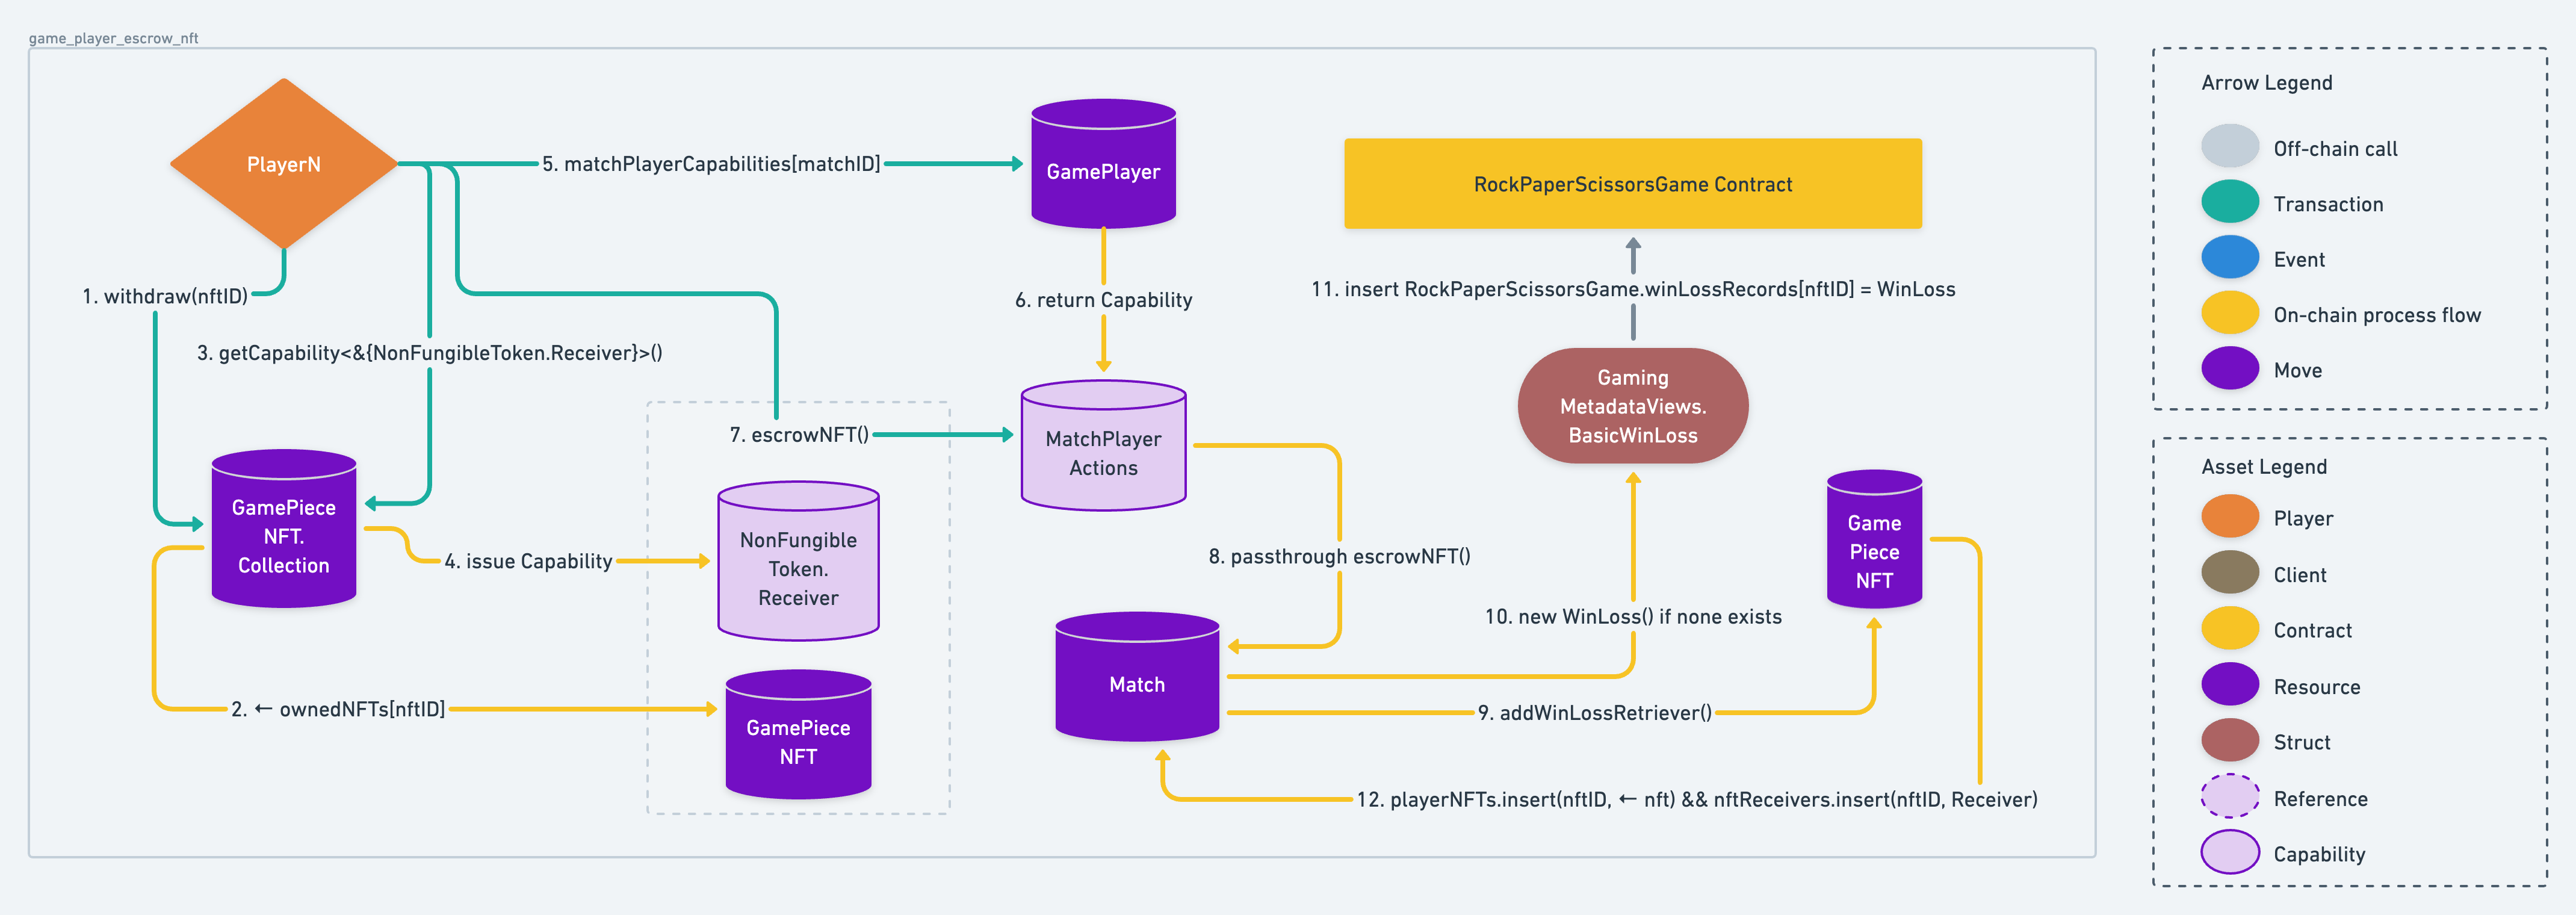 game_player_escrow_nft
PlayerN
1. withdraw(nftID)
3. getCapability<&{NonFungibleToken.Receiver}>()
5. matchPlayerCapabilities[matchID]
GamePlayer
6. return Capability
GamePiece
NFT.
Collection
4. issue Capability
2. ← ownedNFTs[nftID]
7. escrowNFT()
NonFungible
Token.
Receiver
GamePiece
NFT
MatchPlayer
Actions
8. passthrough escrowNFT()
Match
RockPaperScissorsGame Contract
11. insert RockPaperScissorsGame.winLossRecords[nftID] = WinLoss
Gaming
MetadataViews.
BasicWinLoss
10. new WinLoss() if none exists
9. addWinLossRetriever()
Game
Piece
NFT
12. playerNFTs.insert(nftID, ← nft) && nftReceivers.insert(nftID, Receiver)
Arrow Legend
Off-chain call
Transaction
Event
On-chain process flow
Move
Asset Legend
Player
Client
Contract
Resource
Struct
Reference
Capability